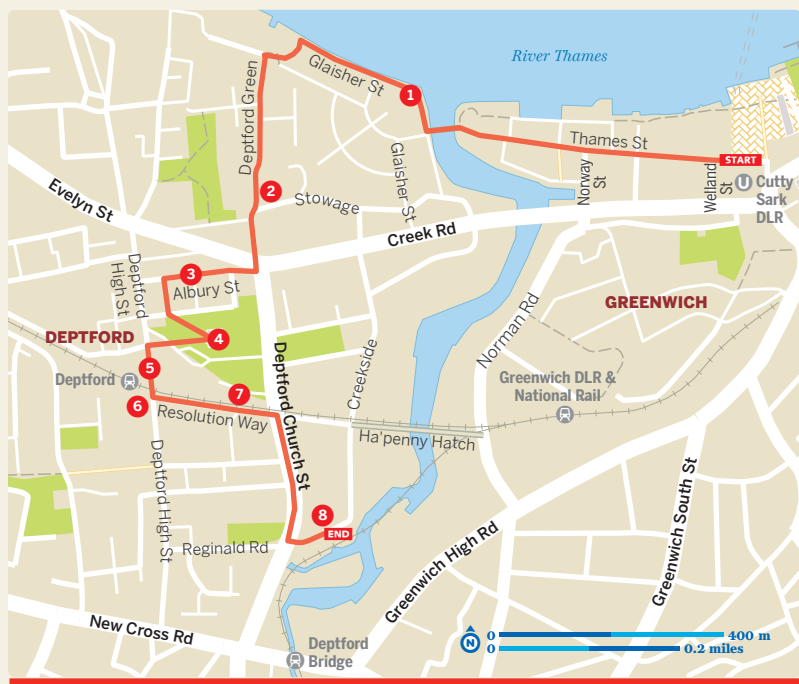 River Thames
Glaisher St
1
Deptford Green
Thames St
START
Glaisher St
Norway
St
Welland
St
U
Cutty
Sark
DLR
2
Stowage
Evelyn St
Creek Rd
3
Deptford
High St
Albury St
GREENWICH
Norman Rd
DEPTFORD
4
5
Deptford
Deptford Church St
Creekside
Greenwich DLR &
National Rail
7
6
Resolution Way
Ha'penny Hatch
Deptford High St
Greenwich South St
8
END
Reginald Rd
Greenwich High Rd
New Cross Rd
Deptford
Bridge
N
0 400 m
0 0.2 miles